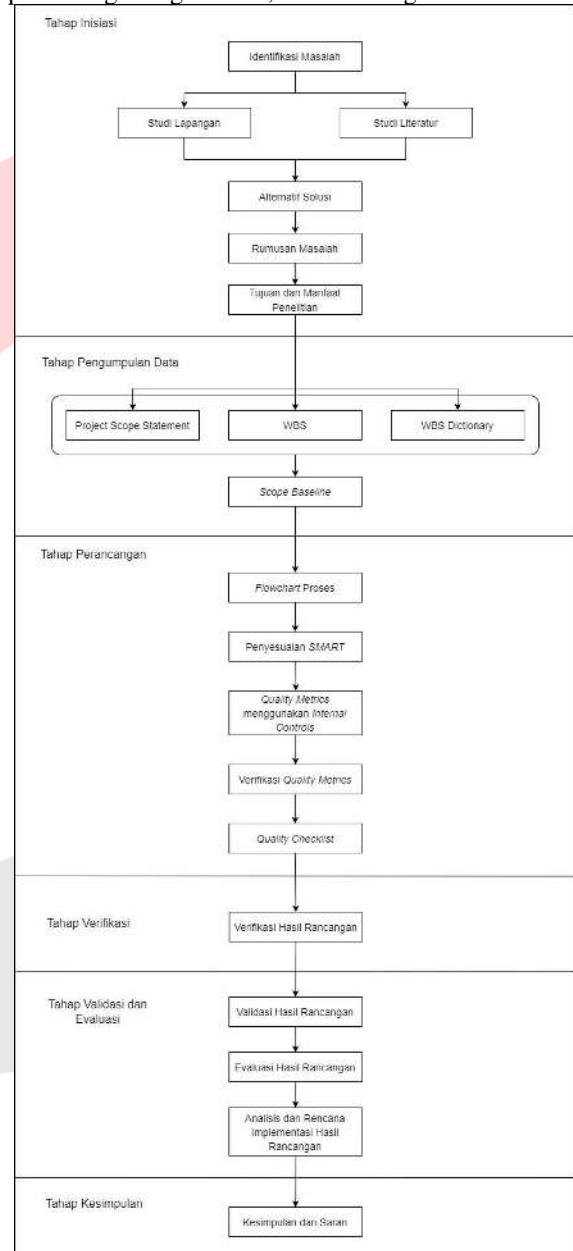 Tahap Inisiasi
Identifikasi Masalah
Studi Lapangan
Studi Literatur
Alternatif Solusi
Rumusan Masalah
Tujuan dan Manfaat
Penelitian
Tahap Pengumpulan Data
Project Scope Statement
WBS
WBS Dictionary
Scope Baseline
Tahap Perancangan
Flowchart Proses
Penyesuaian SMART
Quality Metrics
menggunakan Internal
Controls
Verifikasi Quality Metrics
Quality Checklist
Tahap Verifikasi
Verifikasi Hasil Rancangan
Tahap Validasi dan
Evaluasi
Validasi Hasil Rancangan
Evaluasi Hasil Rancangan
Analisis dan Rencana
Implementasi Hasil
Rancangan
Tahap Kesimpulan
Kesimpulan dan Saran